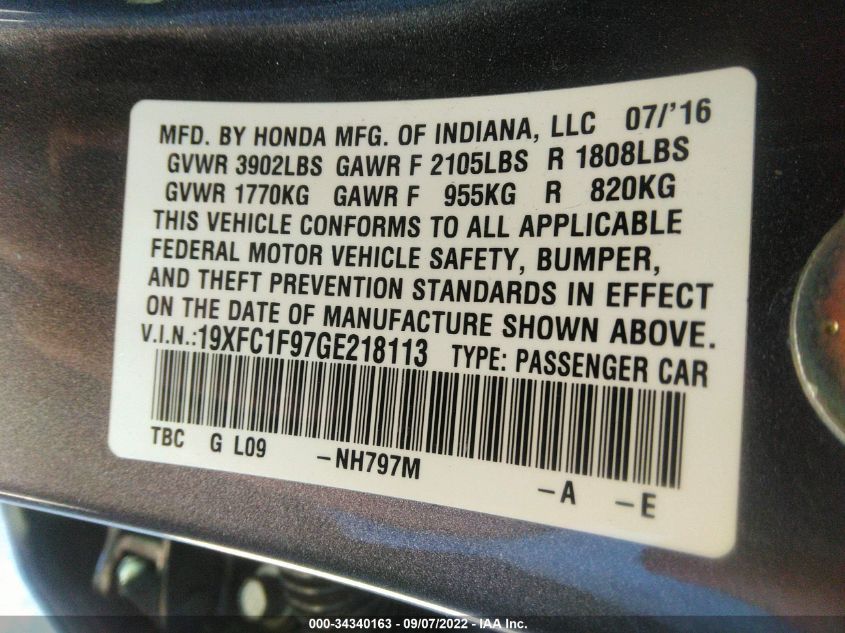 MFD. BY HONDA MFG. OF INDIANA, LLC 07/'16
GVWR 3902LBS GAWR F 2105LBS R 1808LBS
GVWR 1770KG GAWR F 955KG R 820KG
THIS VEHICLE CONFORMS TO ALL APPLICABLE
FEDERAL MOTOR VEHICLE SAFETY, BUMPER,
AND THEFT PREVENTION STANDARDS IN EFFECT
ON THE DATE OF MANUFACTURE SHOWN ABOVE.
V.I.N.:19XFC1F97GE218113 TYPE: PASSENGER CAR
TBC G L09 -NH797M -A -E
000-34340163 - 09/07/2022 - IAA Inc.